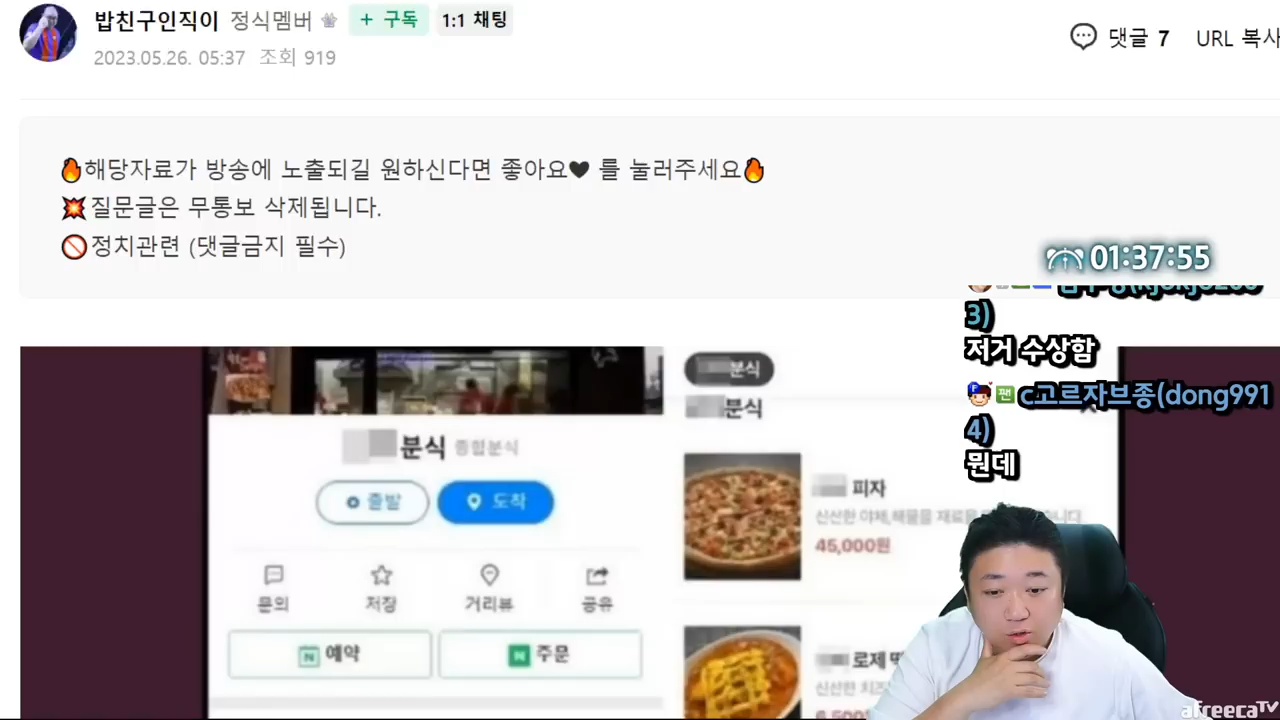 밥친구인직이 정식멤버 + 구독 1:1 채팅
2023.05.26. 05:37 조회 919
댓글 7 URL 복사
해당자료가 방송에 노출되길 원하신다면 좋아요🖤 를 눌러주세요
질문글은 무통보 삭제됩니다.
정치관련 (댓글금지 필수)
01:37:55
3)
저거 수상함
F 팬 c고르자브종(dong991
4)
뭔데
분식 종합분식
출발 도착
문의 저장 거리뷰 공유
N 예약 N 주문
분식
분식
피자
신선한 야채,해물을
45,000원
로제
신선한
6,500
afreecaTV